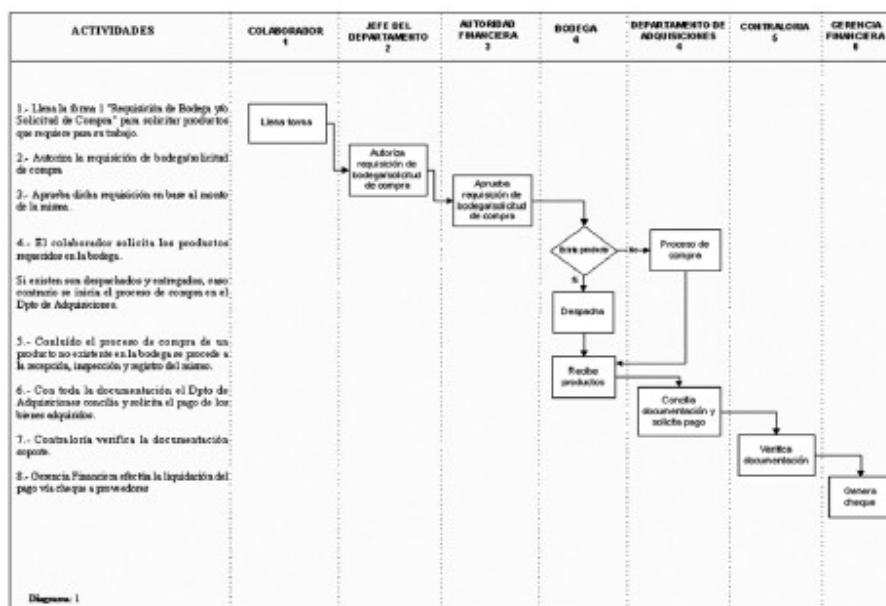 ACTIVIDADES
COLABORADOR
1
JEFE DEL
DEPARTAMENTO
2
AUTORIDAD
FINANCIERA
3
BODEGA
4
DEPARTAMENTO DE
ADQUISICIONES
4
CONTRALORIA
5
GERENCIA
FINANCIERA
6
1.- Llena la forma 1 "Requisición de Bodega y/o
Solicitud de Compra" para solicitar productos
que requiere para su trabajo.
2.- Autoriza la requisición de bodega/solicitud
de compra
3.- Aprueba dicha requisición en base al monto
de la misma.
4.- El colaborador solicita los productos
requeridos en la bodega.
Si existen son despachados y entregados, caso
contrario se inicia el proceso de compra en el
Dpto de Adquisiciones.
5.- Concluído el proceso de compra de un
producto no existente en la bodega se procede a
la recepción, inspección y registro del mismo.
6.- Con toda la documentación el Dpto de
Adquisiciones concilia y solicita el pago de los
bienes adquiridos.
7.- Contraloría verifica la documentación
soporte.
8.- Gerencia Financiera efectúa la liquidación del
pago vía cheque a proveedores
Llena forma
Autoriza
requisición de
bodega/solicitud
de compra
Aprueba
requisición de
bodega/solicitud
de compra
Existe producto
No
Proceso de
compra
Si
Despacha
Recibe
productos
Concilia
documentación y
solicita pago
Verifica
documentación
Genera
cheque
Diagrama: 1